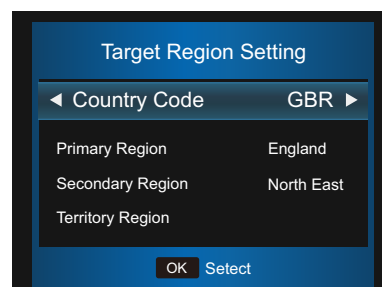 Target Region Setting
◀ Country Code GBR ▶
Primary Region England
Secondary Region North East
Territory Region
OK Setect